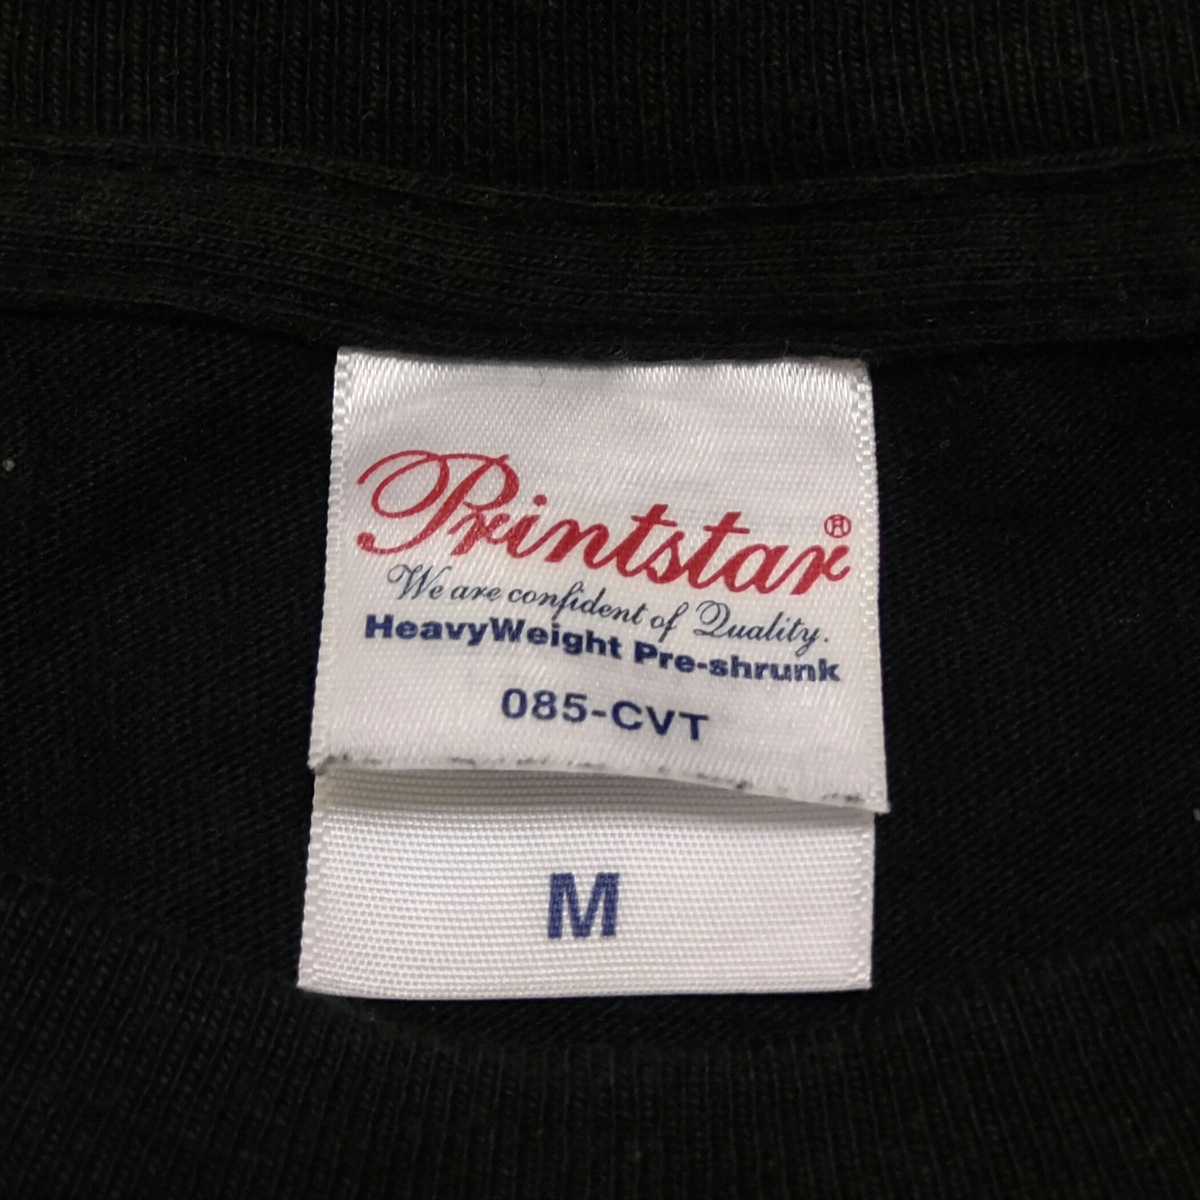 Printstar®
We are confident of Quality.
HeavyWeight Pre-shrunk
085-CVT
M